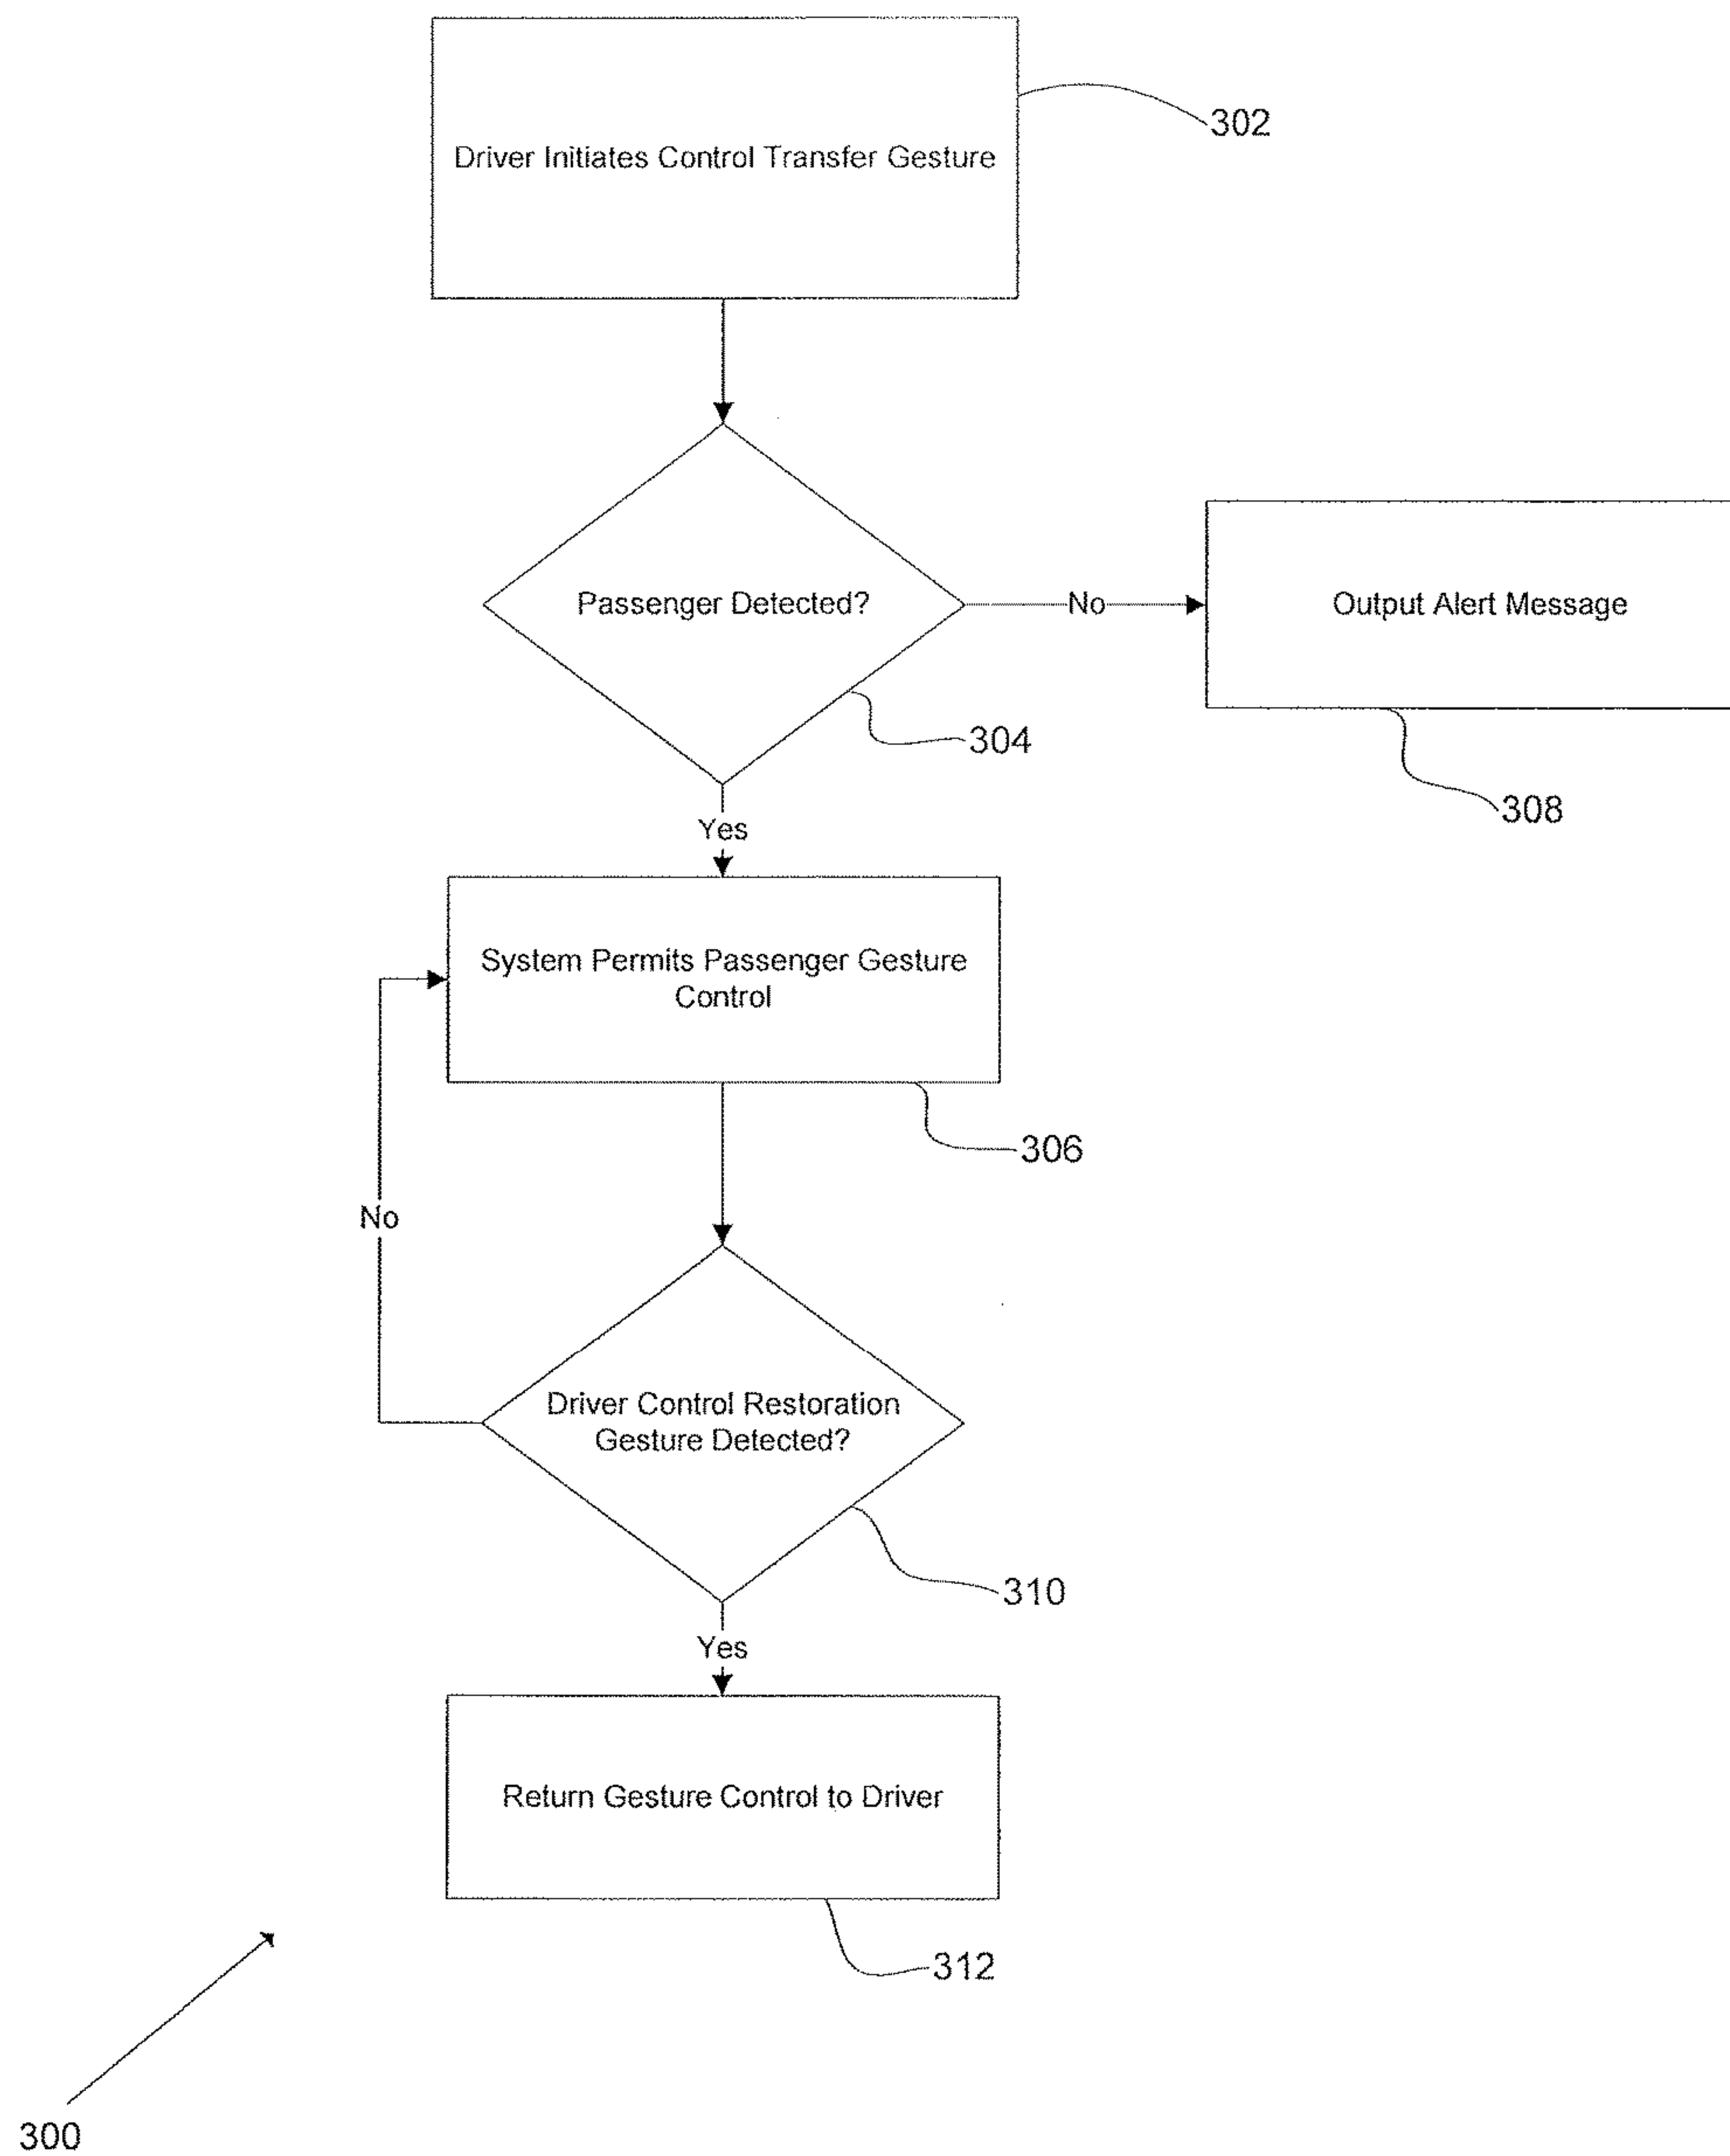 Driver Initiates Control Transfer Gesture
302
Passenger Detected?
No
Output Alert Message
304
308
Yes
System Permits Passenger Gesture
Control
306
No
Driver Control Restoration
Gesture Detected?
310
Yes
Return Gesture Control to Driver
312
300